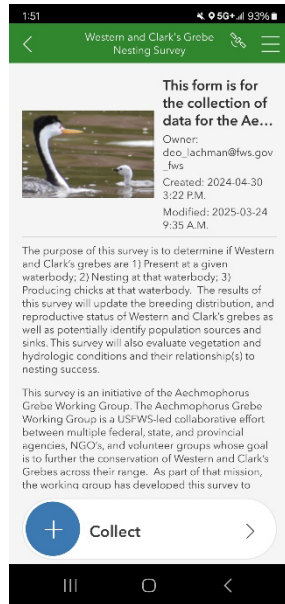 1:51
5G+ 93%
Western and Clark's Grebe
Nesting Survey
This form is for
the collection of
data for the Ae...
Owner:
deo_lachman@fws.gov
_fws
Created: 2024-04-30
3:22 P.M.
Modified: 2025-03-24
9:35 A.M.
The purpose of this survey is to determine if Western
and Clark's grebes are 1) Present at a given
waterbody; 2) Nesting at that waterbody; 3)
Producing chicks at that waterbody. The results of
this survey will update the breeding distribution, and
reproductive status of Western and Clark's grebes as
well as potentially identify population sources and
sinks. This survey will also evaluate vegetation and
hydrologic conditions and their relationship(s) to
nesting success.
This survey is an initiative of the Aechmophorus
Grebe Working Group. The Aechmophorus Grebe
Working Group is a USFWS-led collaborative effort
between multiple federal, state, and provincial
agencies, NGO's, and volunteer groups whose goal
is to further the conservation of Western and Clark's
Grebes across their range. As part of that mission,
the working group has developed this survey to
Collect